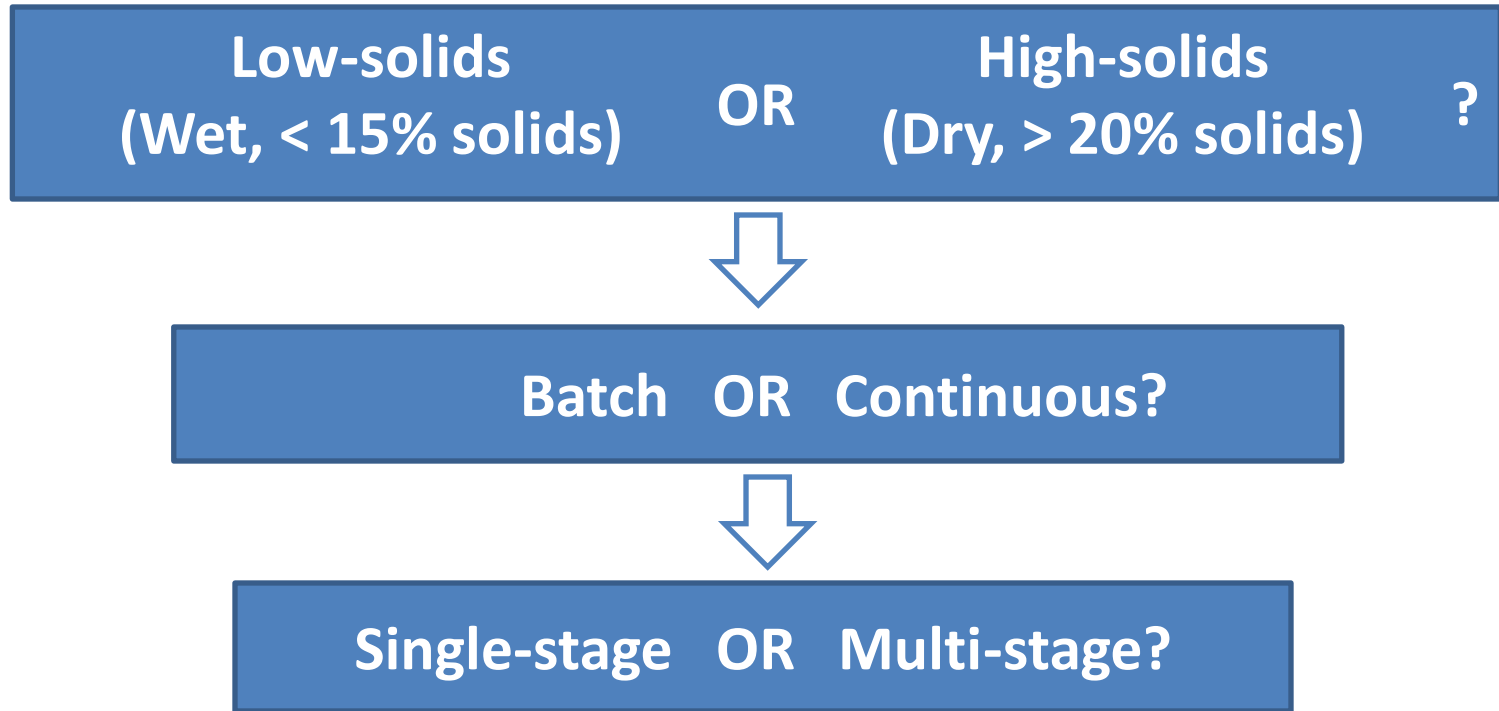 Low-solids
(Wet, < 15% solids)
OR
High-solids
(Dry, > 20% solids)
?
Batch OR Continuous?
Single-stage OR Multi-stage?